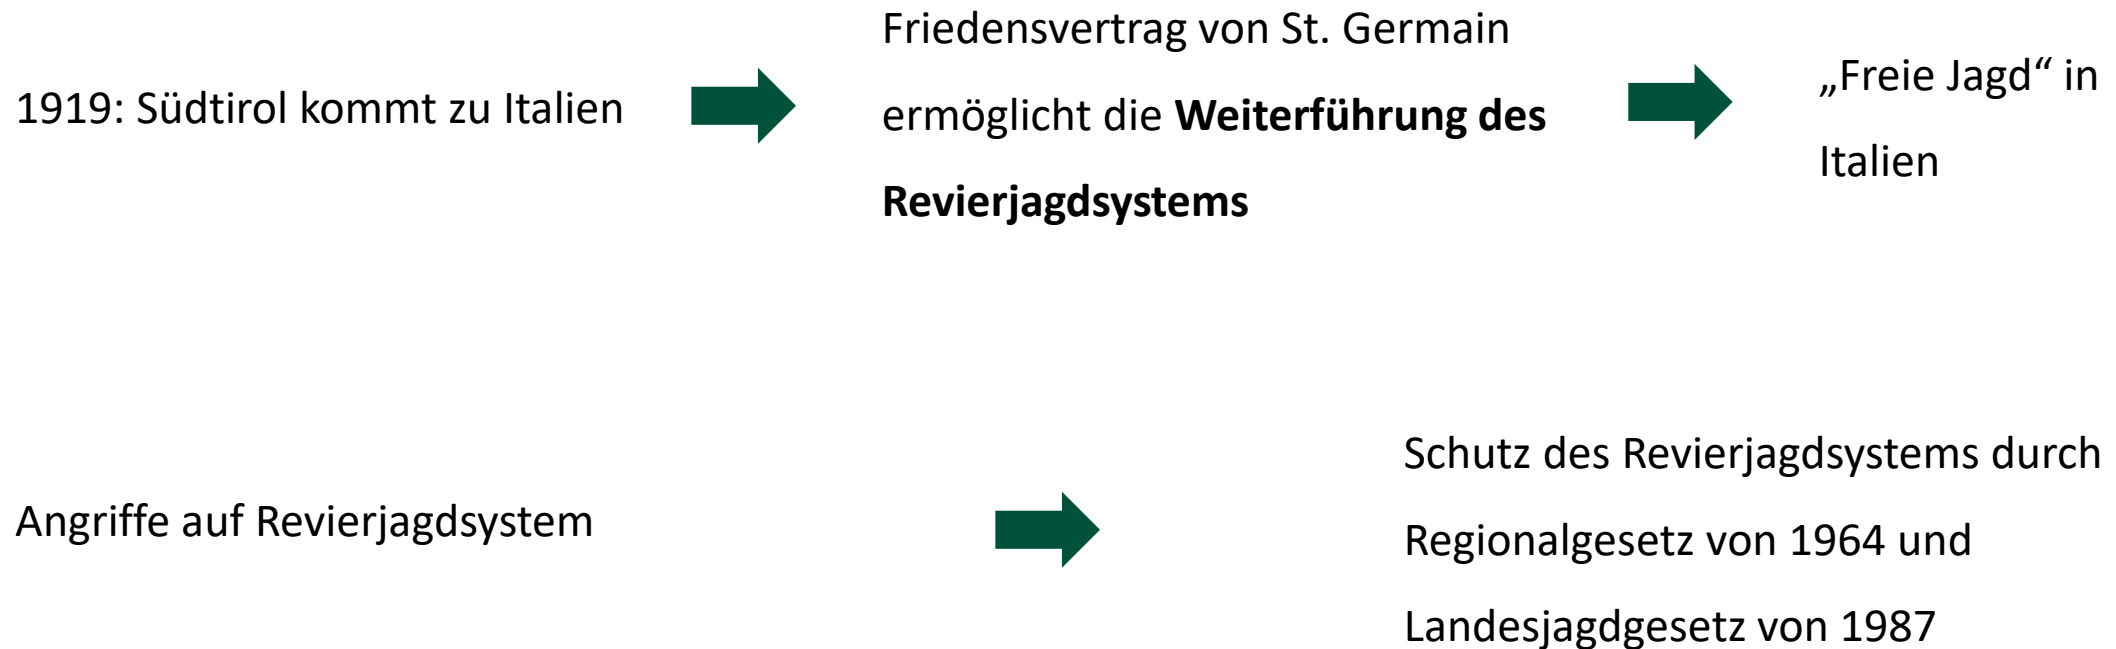 1919: Südtirol kommt zu Italien
Friedensvertrag von St. Germain
ermöglicht die Weiterführung des
Revierjagdsystems
„Freie Jagd“ in
Italien
Angriffe auf Revierjagdsystem
Schutz des Revierjagdsystems durch
Regionalgesetz von 1964 und
Landesjagdgesetz von 1987